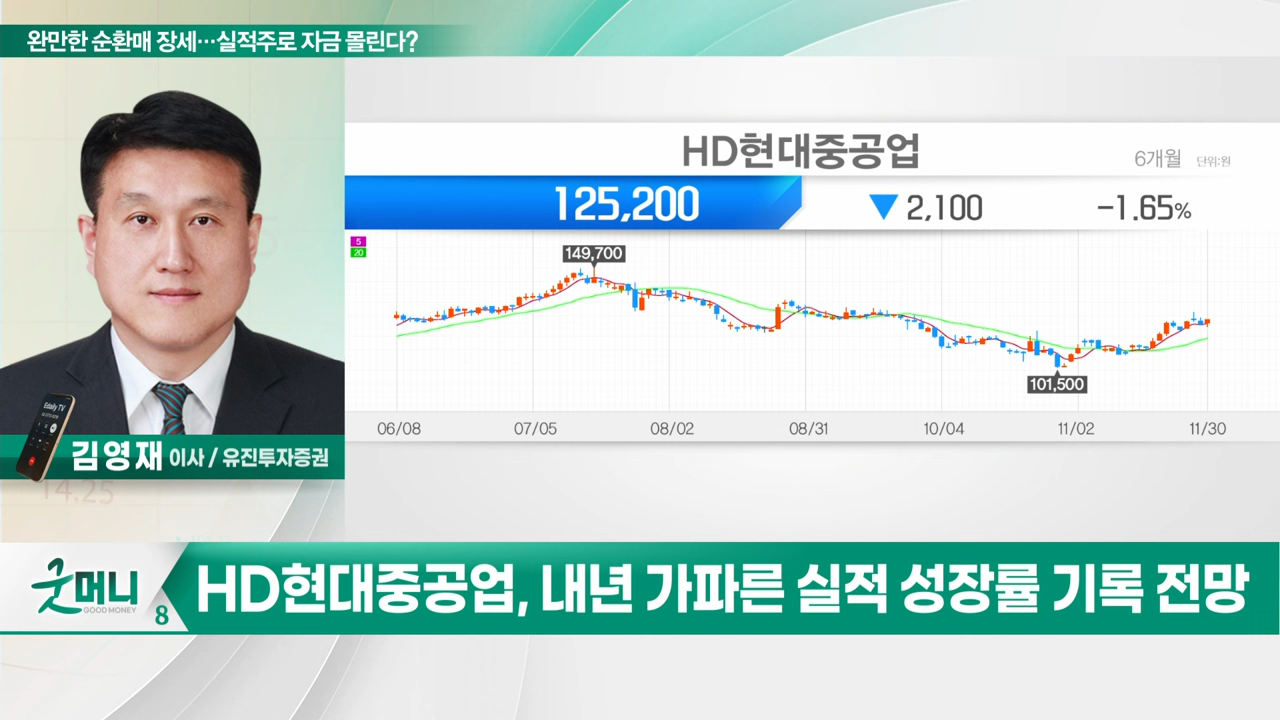 완만한 순환매 장세…실적주로 자금 몰린다?
HD현대중공업
6개월 단위:원
125,200 ▼2,100 -1.65%
5
20
149,700
101,500
06/08 07/05 08/02 08/31 10/04 11/02 11/30
Edaily TV
김영재 이사 / 유진투자증권
14.25
굿머니
GOOD MONEY
8
HD현대중공업, 내년 가파른 실적 성장률 기록 전망